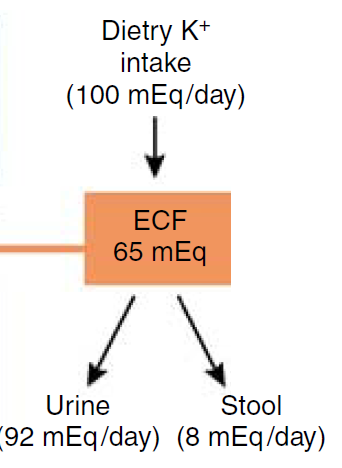 Dietry K+
intake
(100 mEq/day)
ECF
65 mEq
Urine
(92 mEq/day)
Stool
(8 mEq/day)